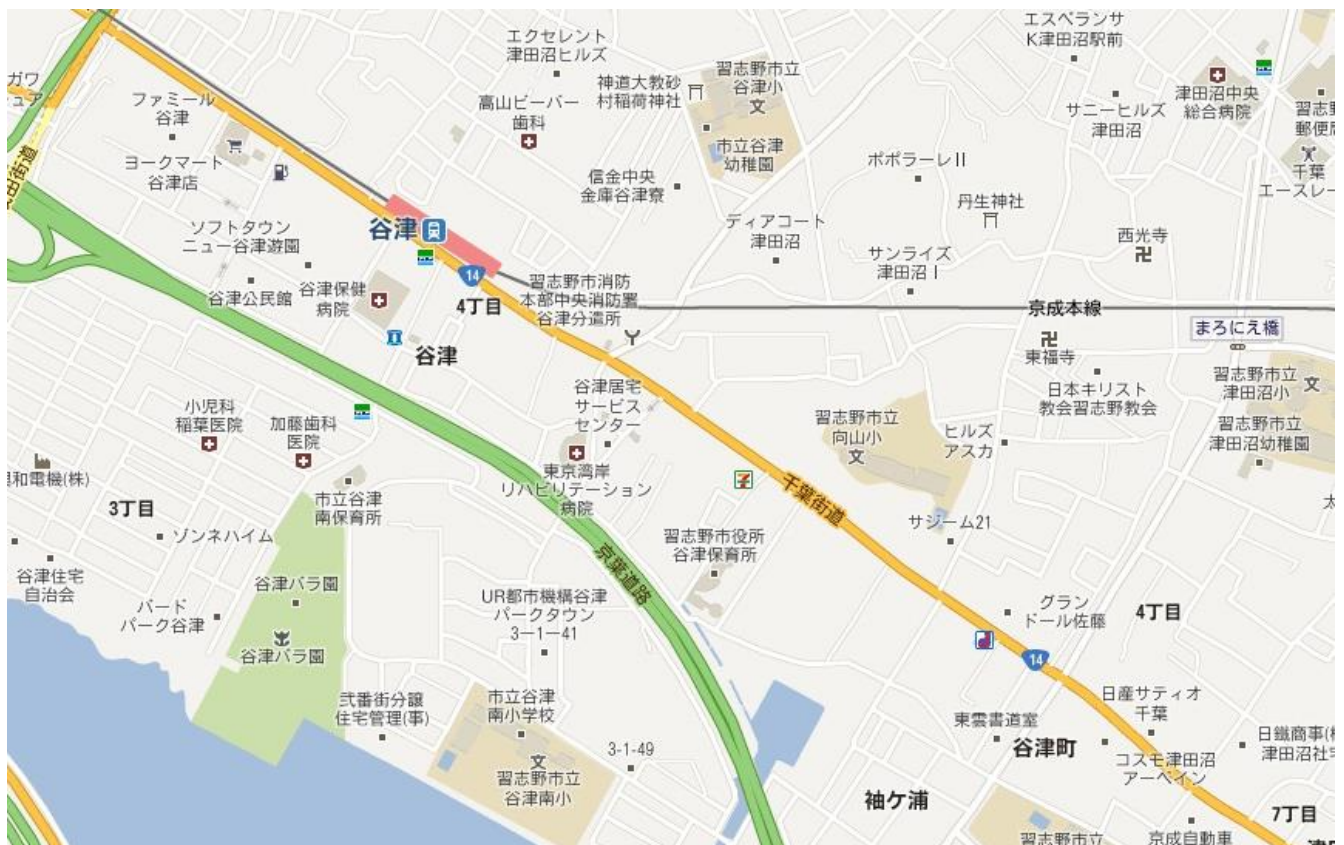 エスペランサ
K津田沼駅前
エクセレント
津田沼ヒルズ
習志野市立
谷津小
神道大教砂
村稲荷神社
ファミール
谷津
高山ビーバー
歯科
津田沼中央
総合病院
サニーヒルズ
津田沼
市立谷津
幼稚園
ヨークマート
谷津店
ポポラーレII
千葉
信金中央
金庫谷津寮
丹生神社
ソフトタウン
ニュー谷津遊園
谷津
ディアコート
津田沼
西光寺
サンライズ
津田沼I
14
谷津公民館
谷津保健
病院
4丁目
習志野市消防
本部中央消防署
谷津分遣所
京成本線
まろにえ橋
谷津
東福寺
日本キリスト
教会習志野教会
習志野市立
津田沼小
谷津居宅
サービス
センター
小児科
稲葉医院
加藤歯科
医院
習志野市立
向山小
ヒルズ
アスカ
習志野市立
津田沼幼稚園
東京湾岸
リハビリテーション
病院
市立谷津
南保育所
千葉街道
3丁目
ゾンネハイム
サジーム21
習志野市役所
谷津保育所
谷津住宅
自治会
谷津バラ園
京葉道路
バード
パーク谷津
UR都市機構谷津
パークタウン
3-1-41
グラン
ドール佐藤
4丁目
谷津バラ園
14
弐番街分譲
住宅管理(事)
市立谷津
南小学校
日産サティオ
千葉
東雲書道室
谷津町
3-1-49
コスモ津田沼
アーベイン
習志野市立
谷津南小
袖ケ浦
7丁目
習志野市立
京成自動車